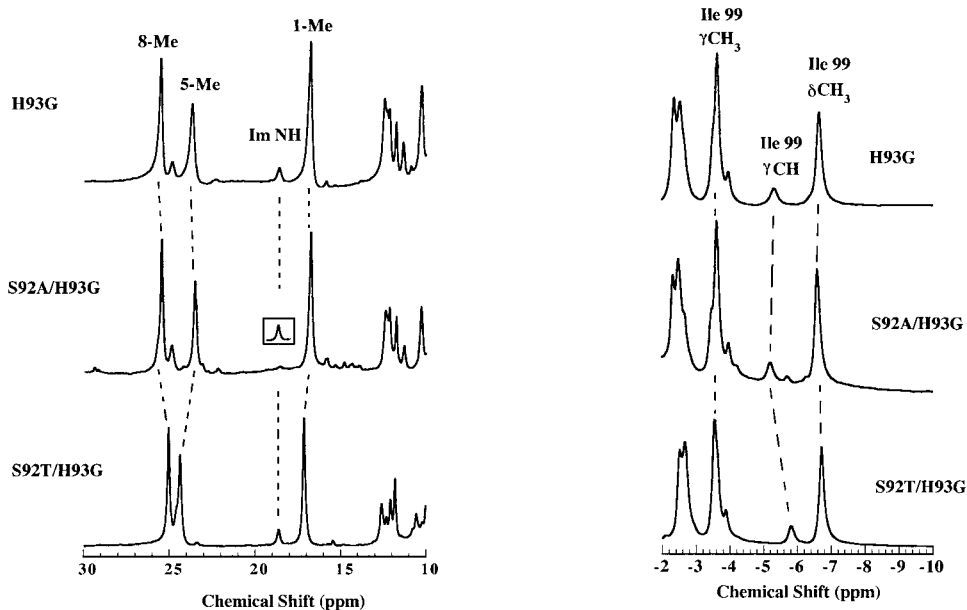 8-Me
5-Me
1-Me
H93G
Im NH
S92A/H93G
S92T/H93G
30
25
20
15
10
Chemical Shift (ppm)
Ile 99
γCH3
Ile 99
δCH3
Ile 99
γCH
H93G
S92A/H93G
S92T/H93G
-2
-3
-4
-5
-6
-7
-8
-9
-10
Chemical Shift (ppm)